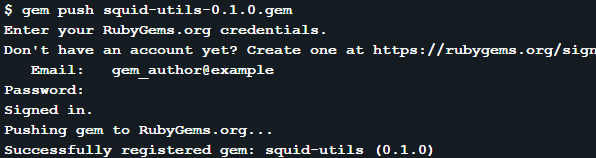 $ gem push squid-utils-0.1.0.gem
Enter your RubyGems.org credentials.
Don't have an account yet? Create one at https://rubygems.org/sign
Email: gem_author@example
Password:
Signed in.
Pushing gem to RubyGems.org...
Successfully registered gem: squid-utils (0.1.0)